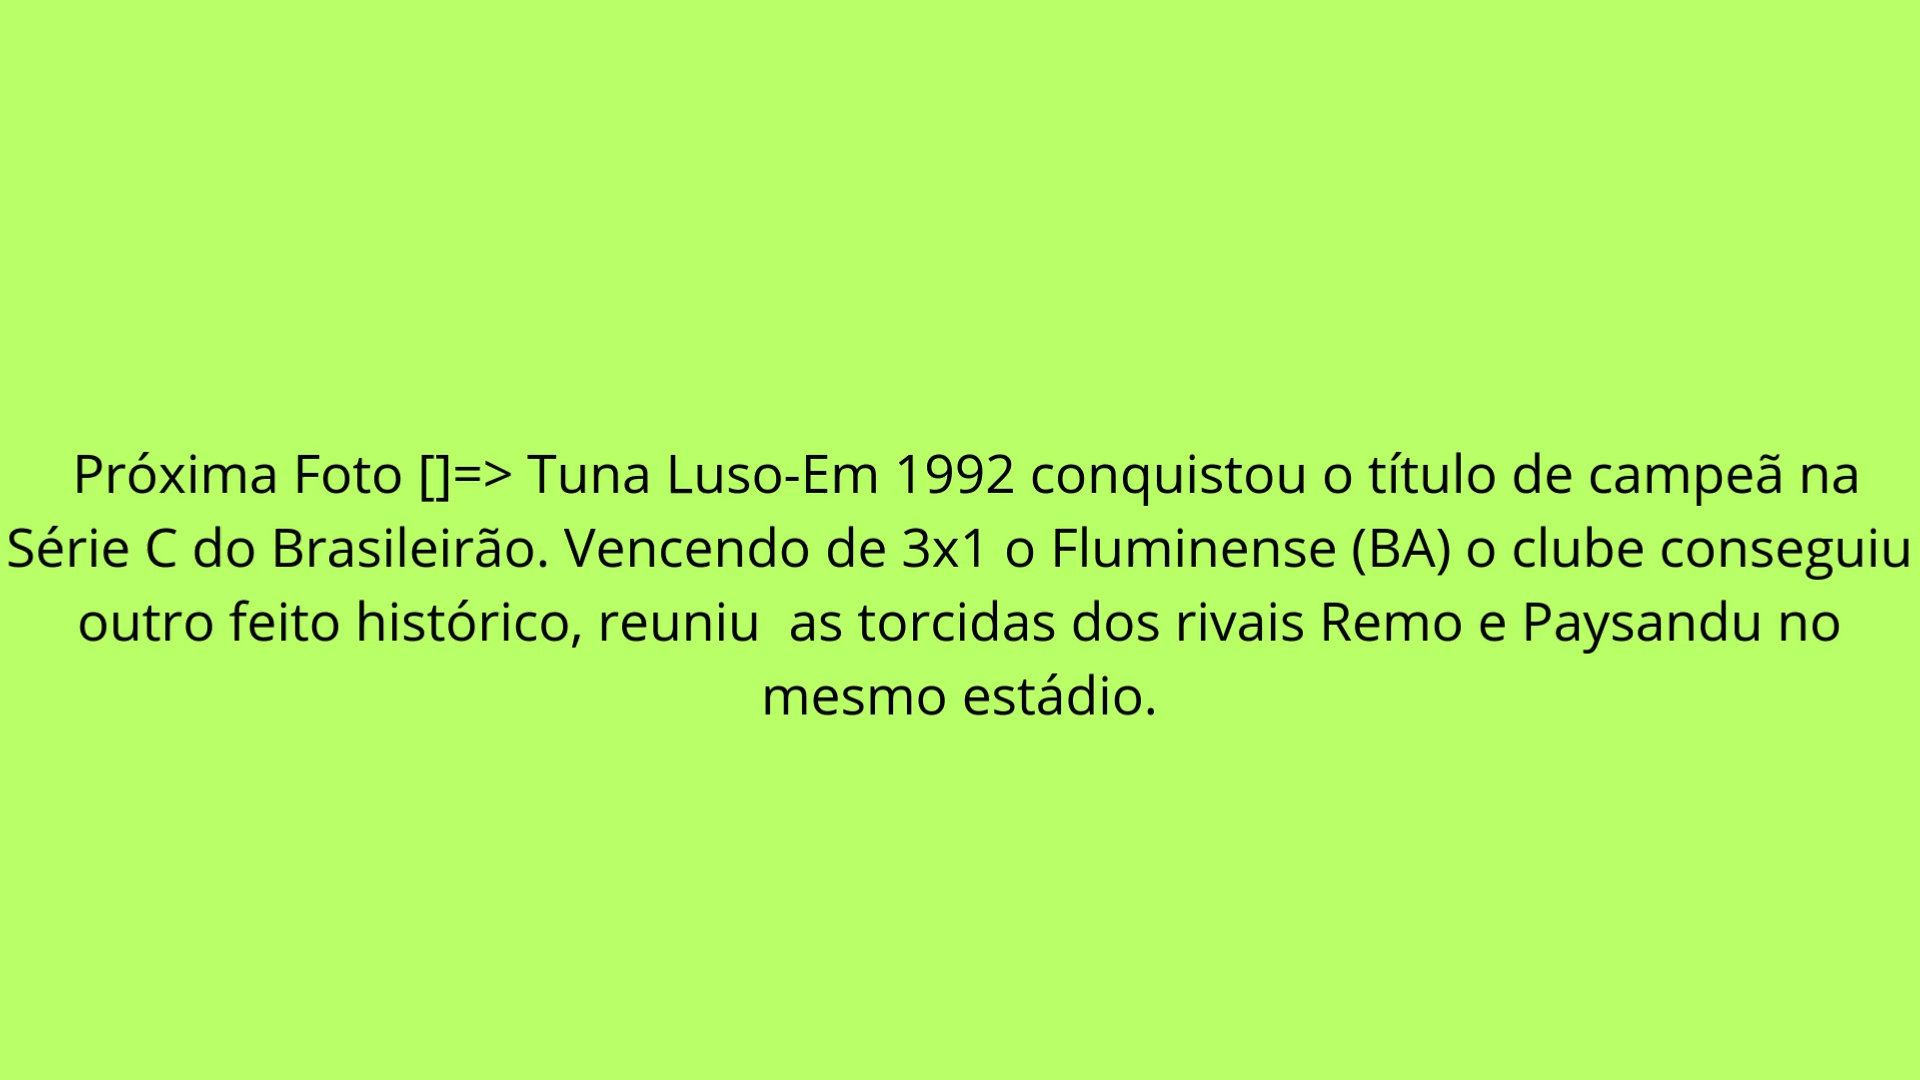 Próxima Foto []=> Tuna Luso-Em 1992 conquistou o título de campeã na
Série C do Brasileirão. Vencendo de 3x1 o Fluminense (BA) o clube conseguiu
outro feito histórico, reuniu  as torcidas dos rivais Remo e Paysandu no
mesmo estádio.